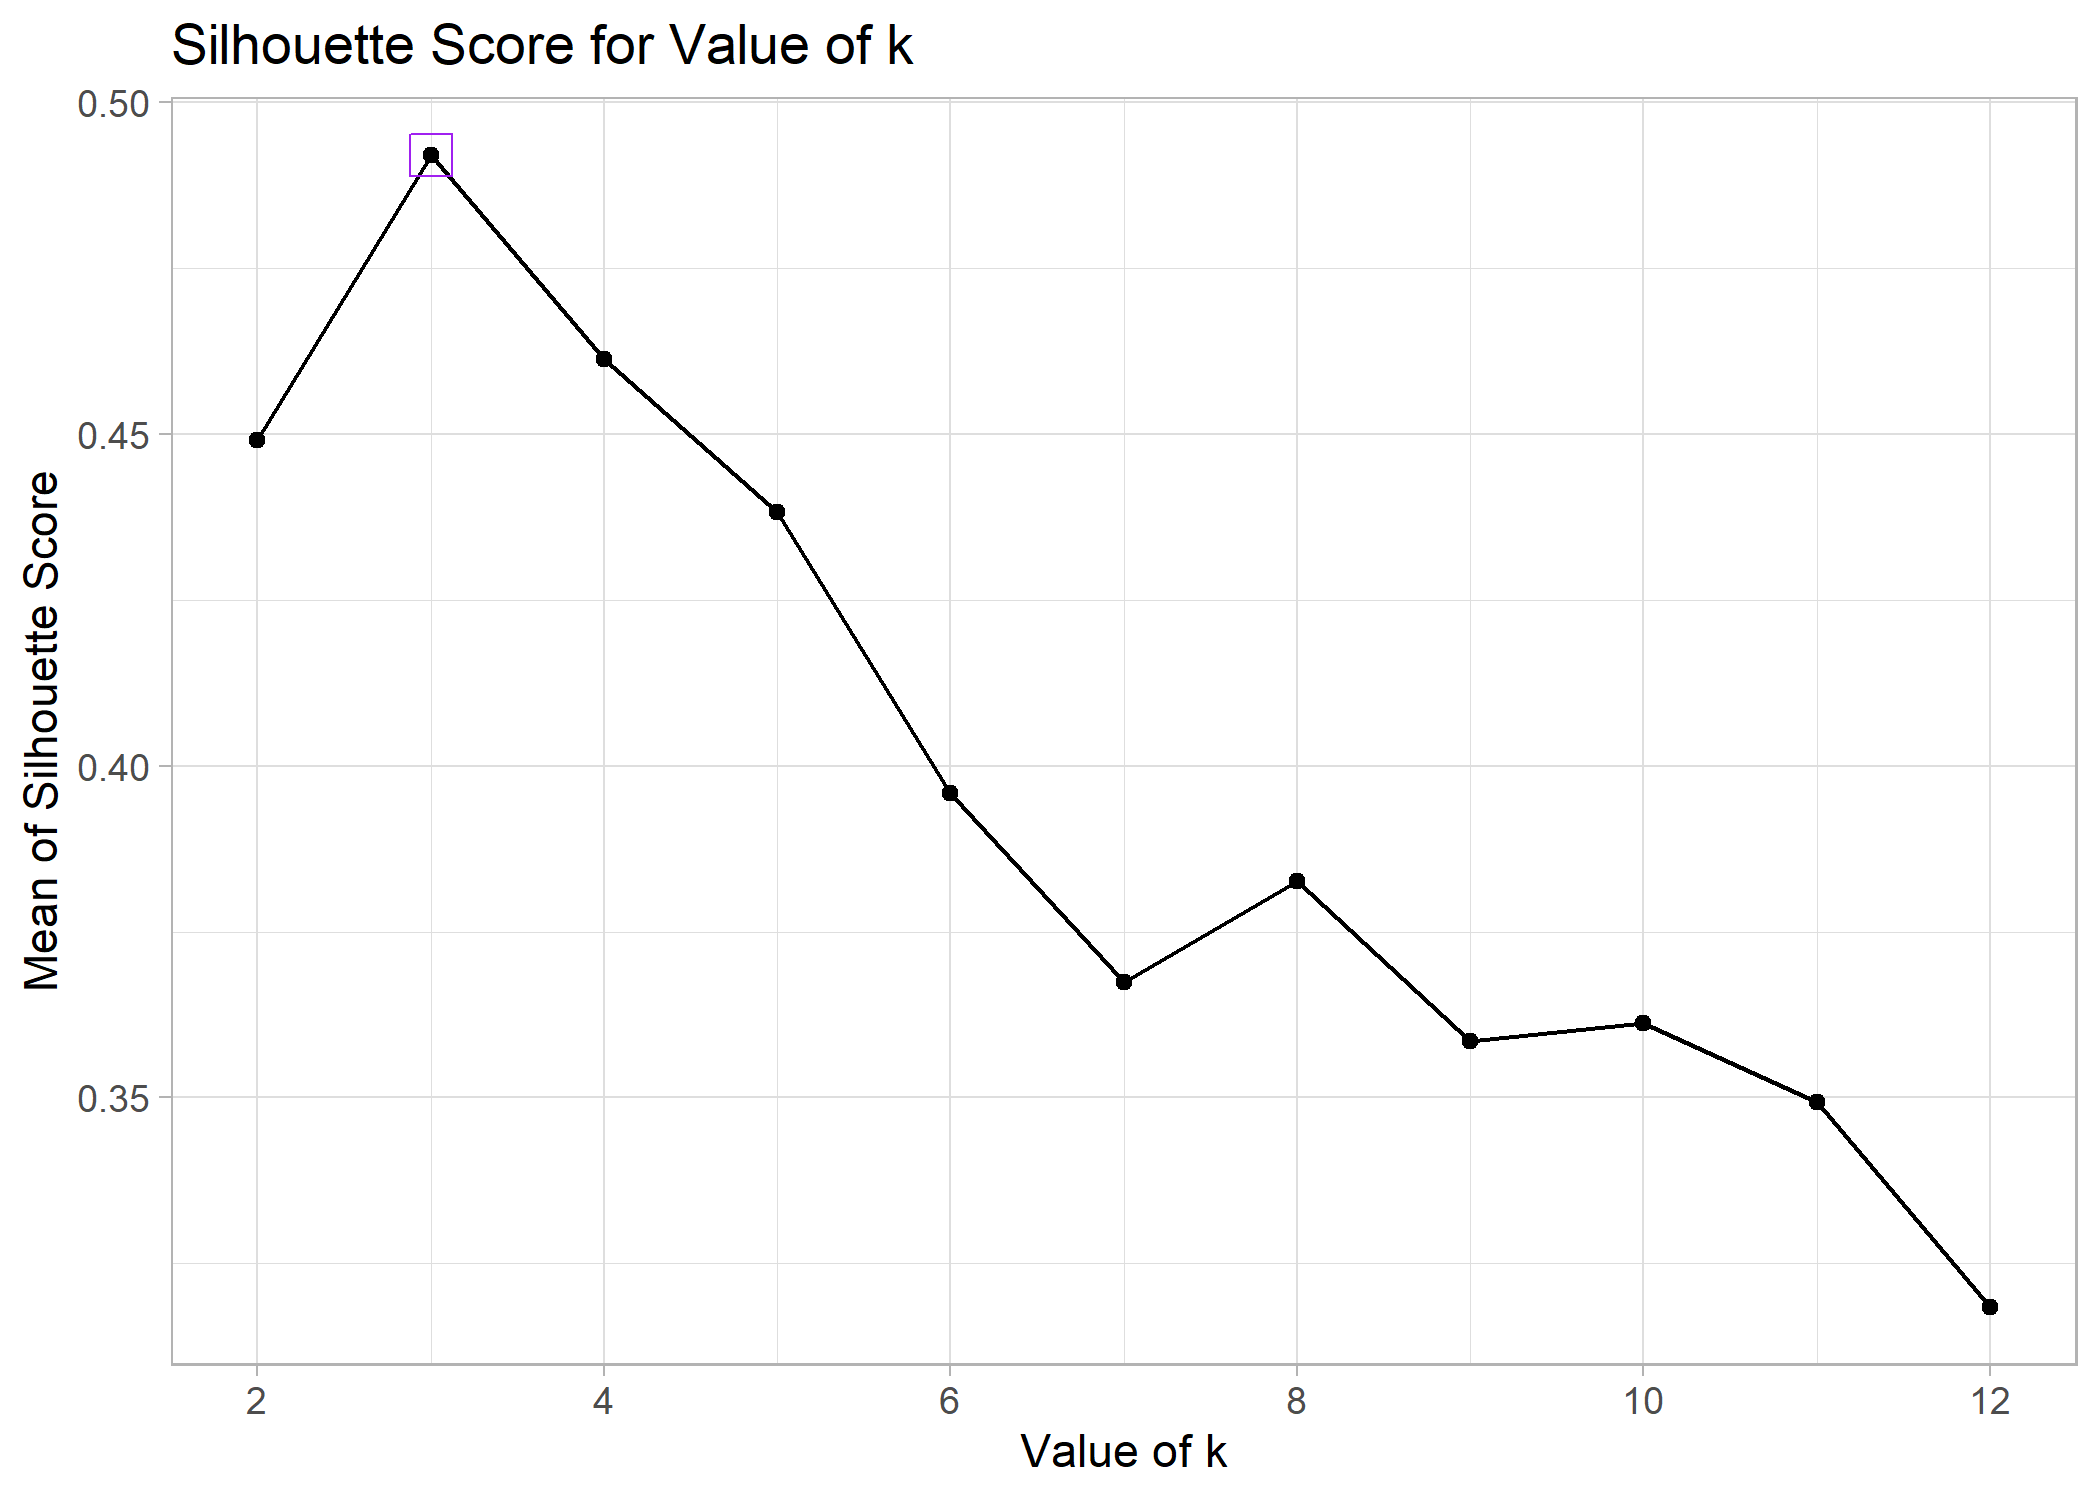 Silhouette Score for Value of k
0.50
0.45
0.40
0.35
Mean of Silhouette Score
2 4 6 8 10 12
Value of k